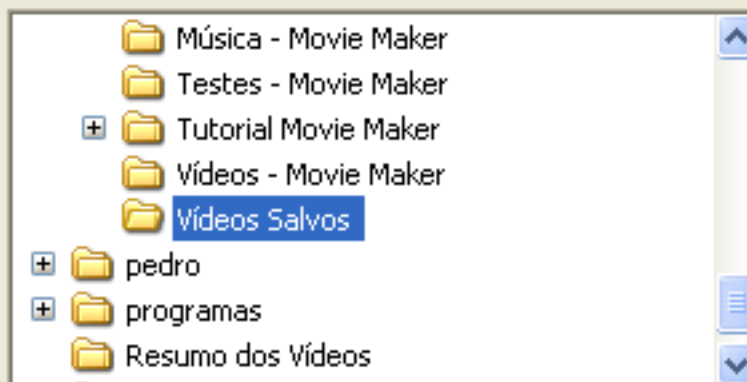 Música - Movie Maker
Testes - Movie Maker
Tutorial Movie Maker
Vídeos - Movie Maker
Vídeos Salvos
pedro
programas
Resumo dos Vídeos